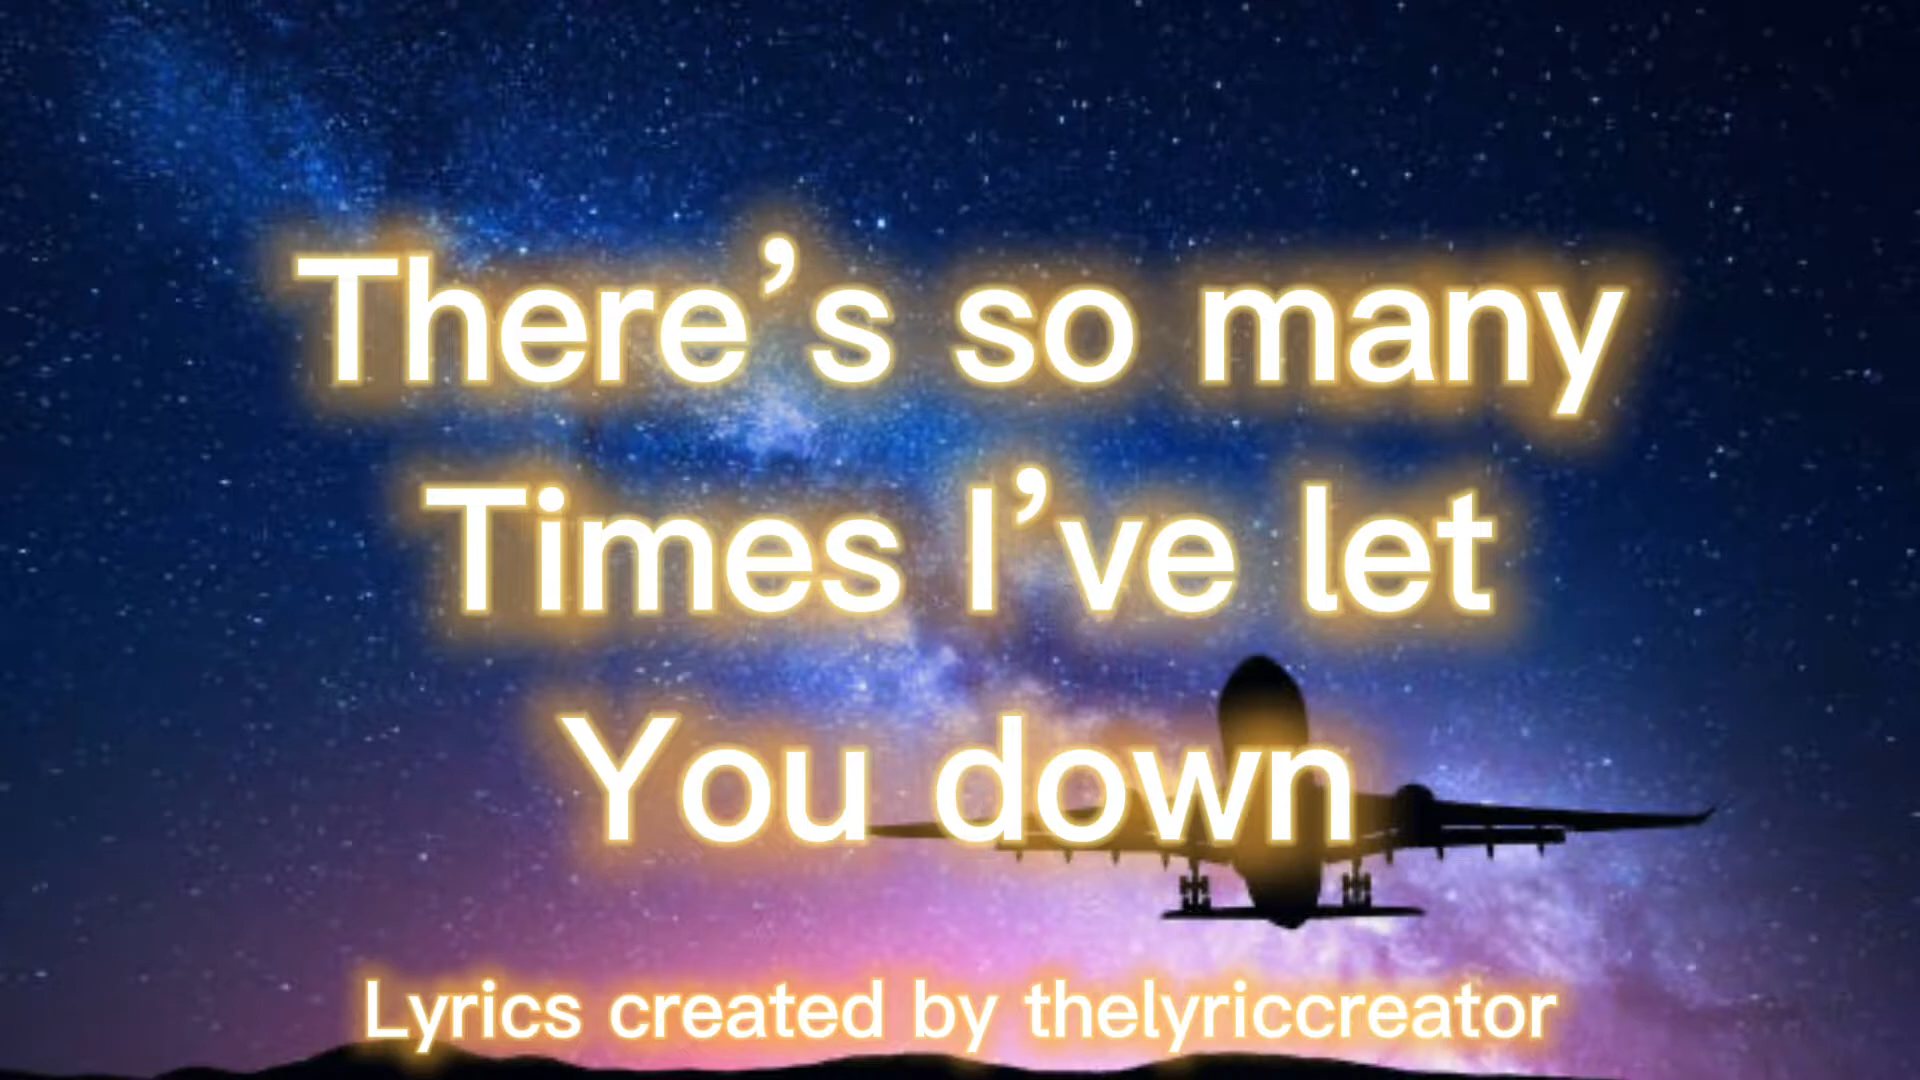 There’s so many
Times I’ve let
You down
Lyrics created by thelyriccreator